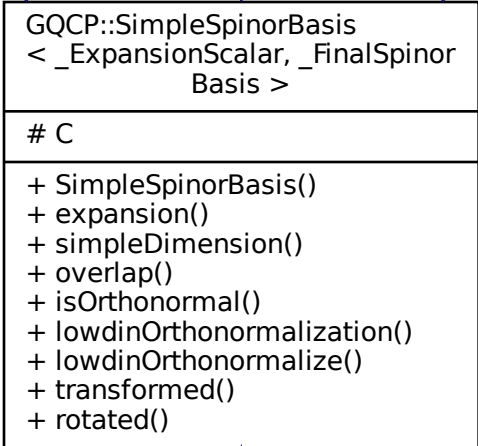 GQCP::SimpleSpinorBasis
< _ExpansionScalar, _FinalSpinor
Basis >
# C
+ SimpleSpinorBasis()
+ expansion()
+ simpleDimension()
+ overlap()
+ isOrthonormal()
+ lowdinOrthonormalization()
+ lowdinOrthonormalize()
+ transformed()
+ rotated()